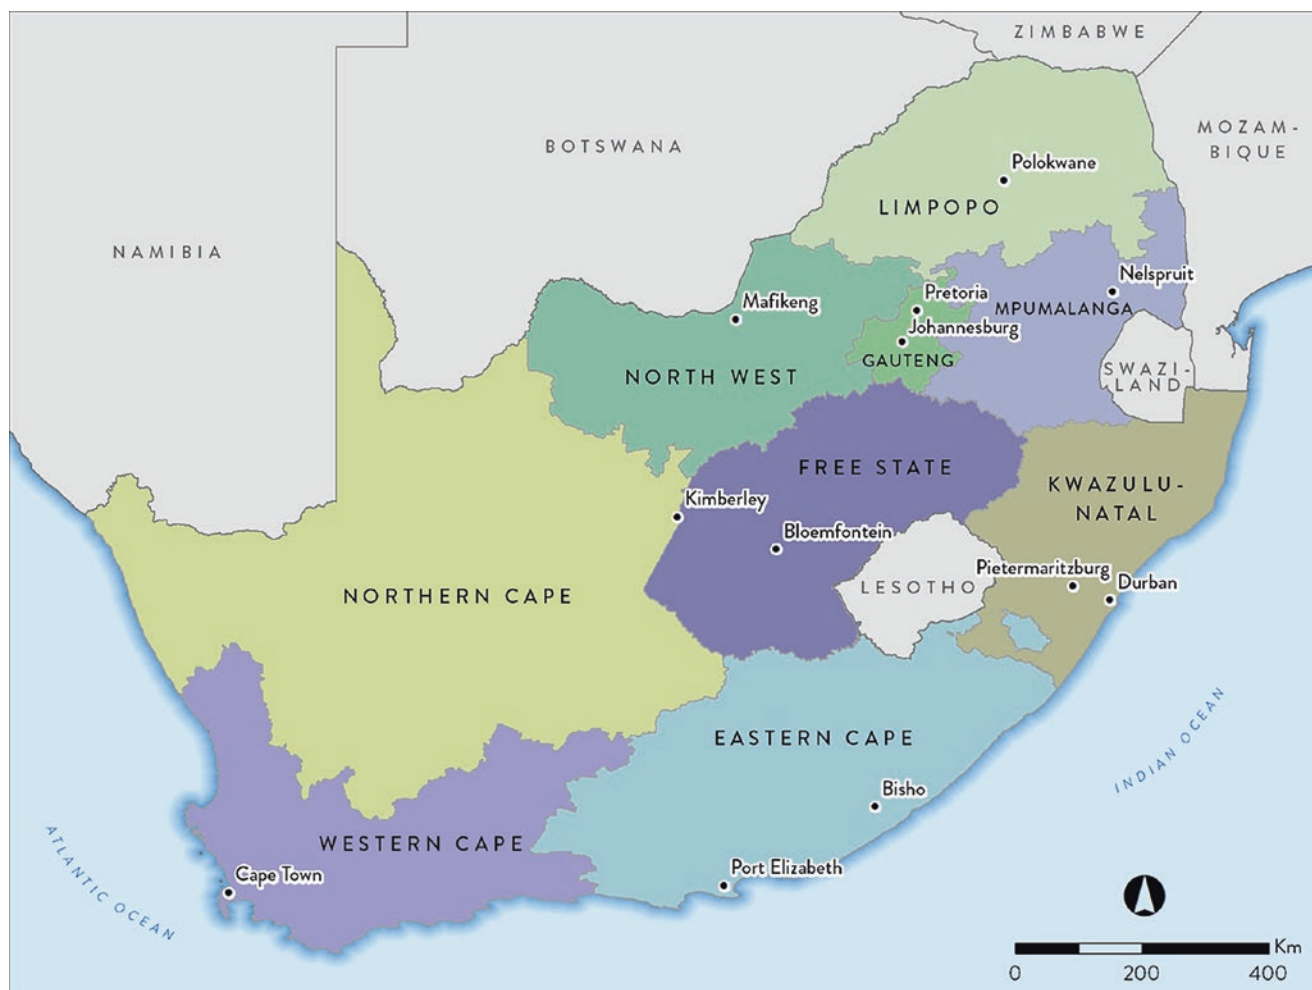 ZIMBABWE
MOZAM-
BIQUE
BOTSWANA
Polokwane
LIMPOPO
NAMIBIA
Nelspruit
Pretoria
Mafikeng
MPUMALANGA
Johannesburg
GAUTENG
SWAZI-
LAND
NORTH WEST
FREE STATE
KWAZULU-
NATAL
Kimberley
Bloemfontein
Pietermaritzburg
Durban
LESOTHO
NORTHERN CAPE
EASTERN CAPE
INDIAN OCEAN
Bisho
WESTERN CAPE
Port Elizabeth
Cape Town
ATLANTIC OCEAN
Km
0 200 400